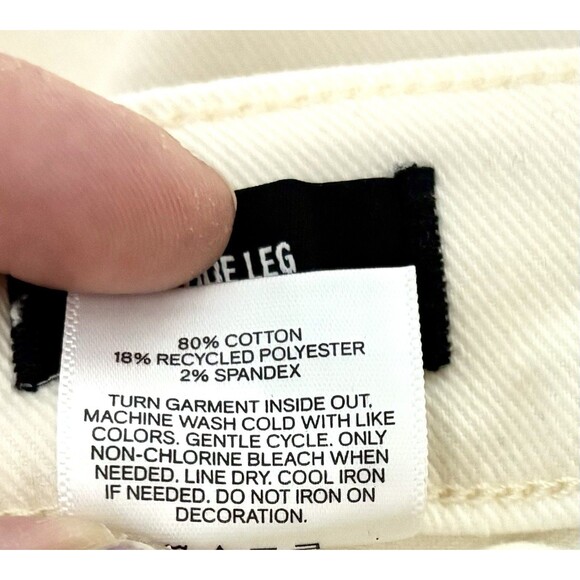 LEG
80% COTTON
18% RECYCLED POLYESTER
2% SPANDEX
TURN GARMENT INSIDE OUT.
MACHINE WASH COLD WITH LIKE
COLORS. GENTLE CYCLE. ONLY
NON-CHLORINE BLEACH WHEN
NEEDED. LINE DRY. COOL IRON
IF NEEDED. DO NOT IRON ON
DECORATION.